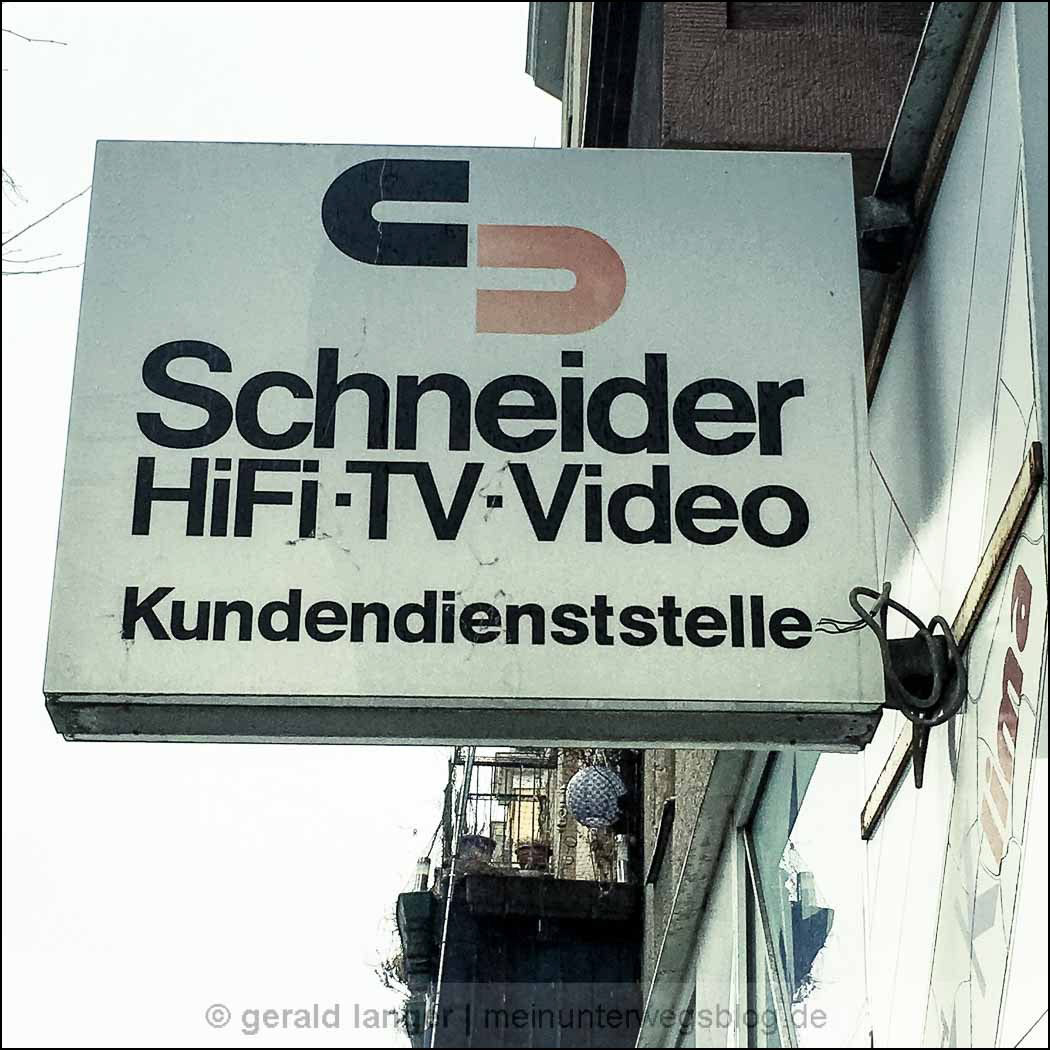 Schneider
HiFi·TV·Video
Kundendienststelle
© gerald langer | meinunterwegsblog.de